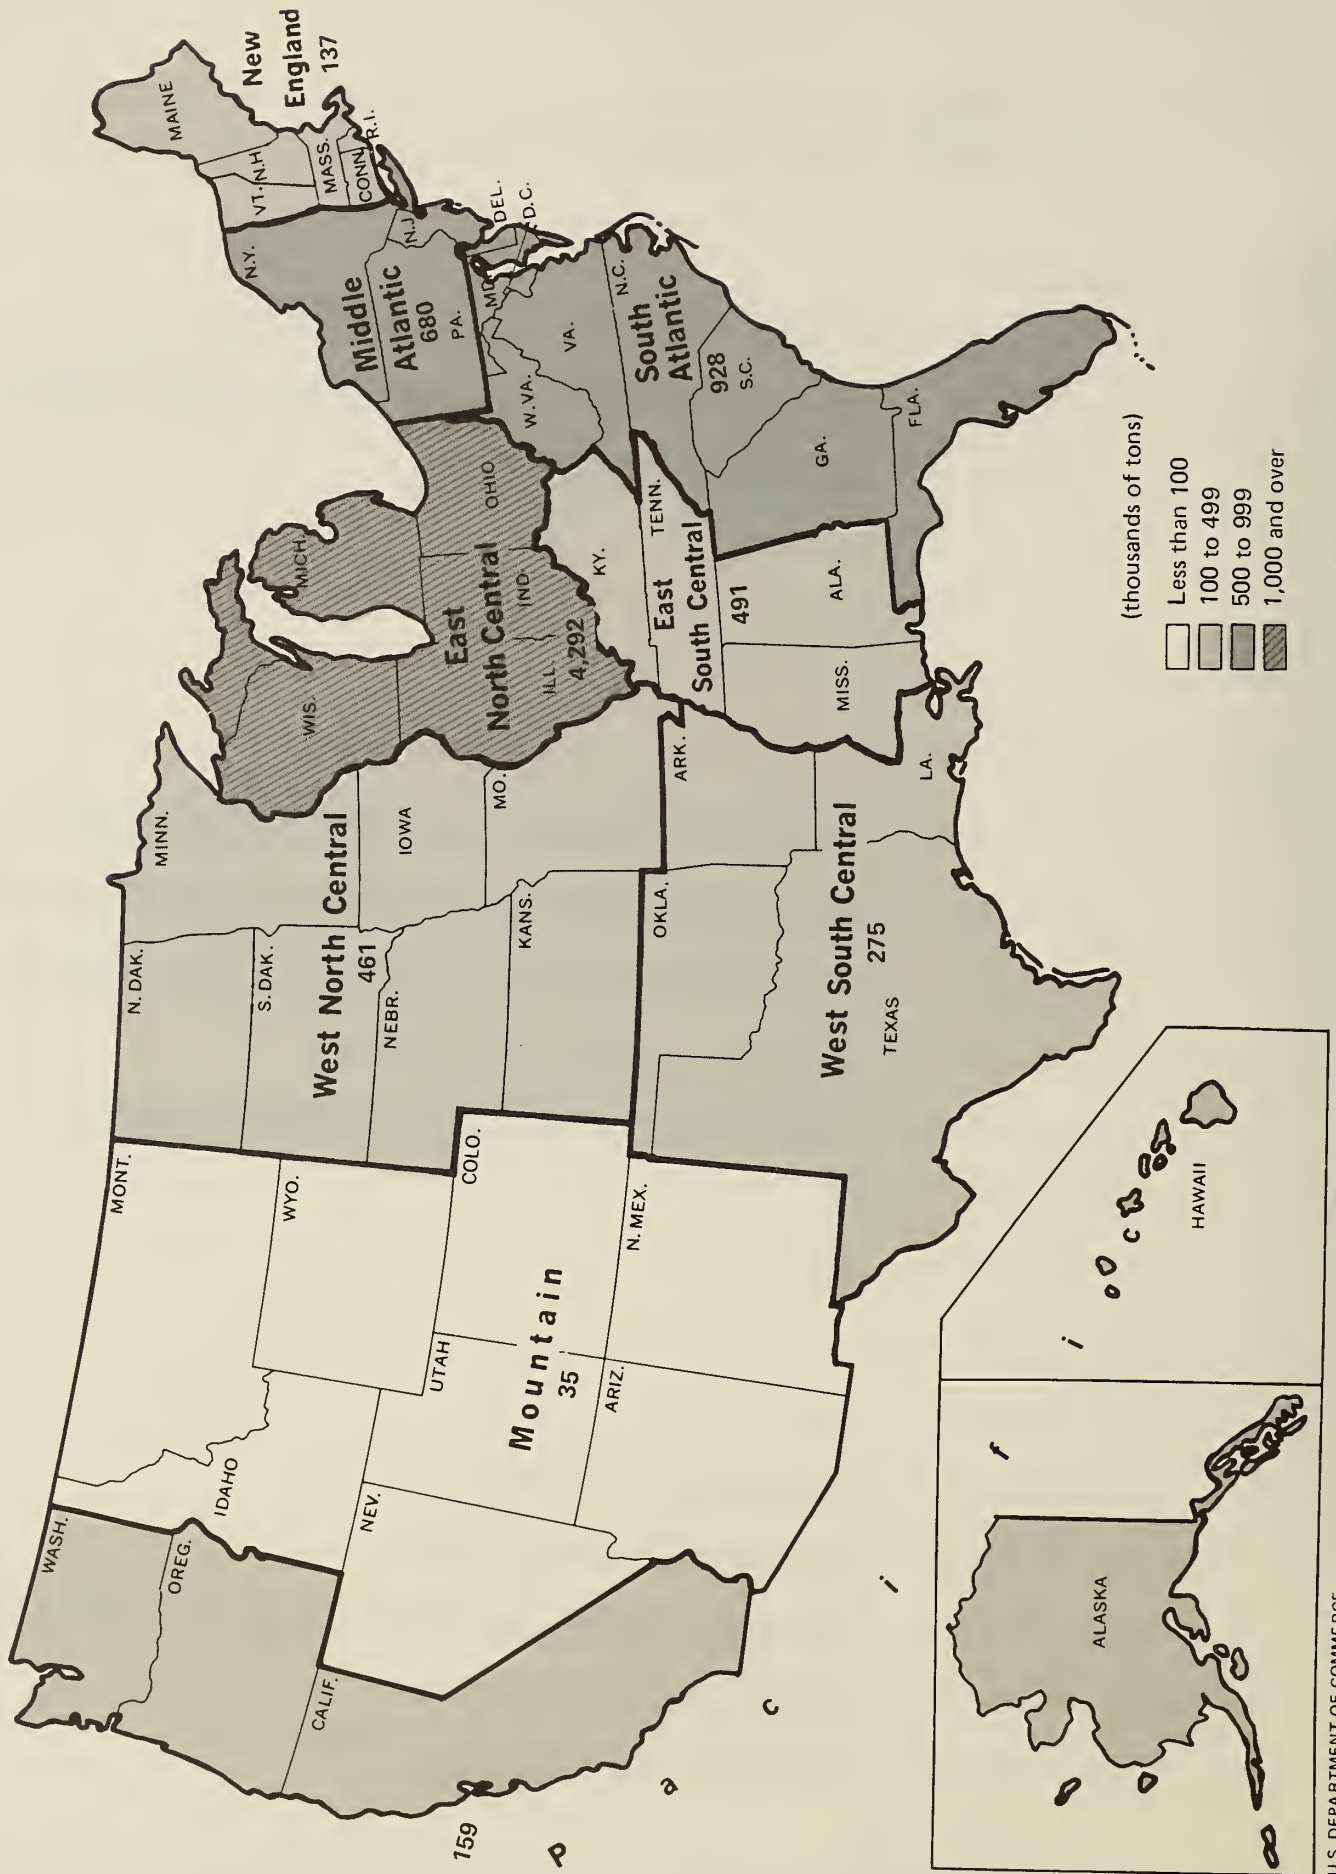 WASH.
OREG.
CALIF.
159
P
a
c
i
f
i
c
IDAHO
NEV.
MONT.
WYO.
UTAH
COLO.
ARIZ.
N. MEX.
Mountain
35
N. DAK.
S. DAK.
NEBR.
KANS.
MINN.
IOWA
MO.
West North Central
461
OKLA.
ARK.
TEXAS
LA.
West South Central
275
WIS.
MICH.
ILL.
IND.
OHIO
East
North Central
4,292
KY.
TENN.
MISS.
ALA.
East
South Central
491
N.Y.
N.J.
PA.
Middle
Atlantic
680
MAINE
VT.
N.H
MASS.
CONN.
R.I.
New
England
137
DEL.
MD.
D.C.
W. VA.
VA.
N.C.
S.C.
GA.
FLA.
South
Atlantic
928
ALASKA
HAWAII
(thousands of tons)
Less than 100
100 to 499
500 to 999
1,000 and over
U.S. DEPARTMENT OF COMMERCE